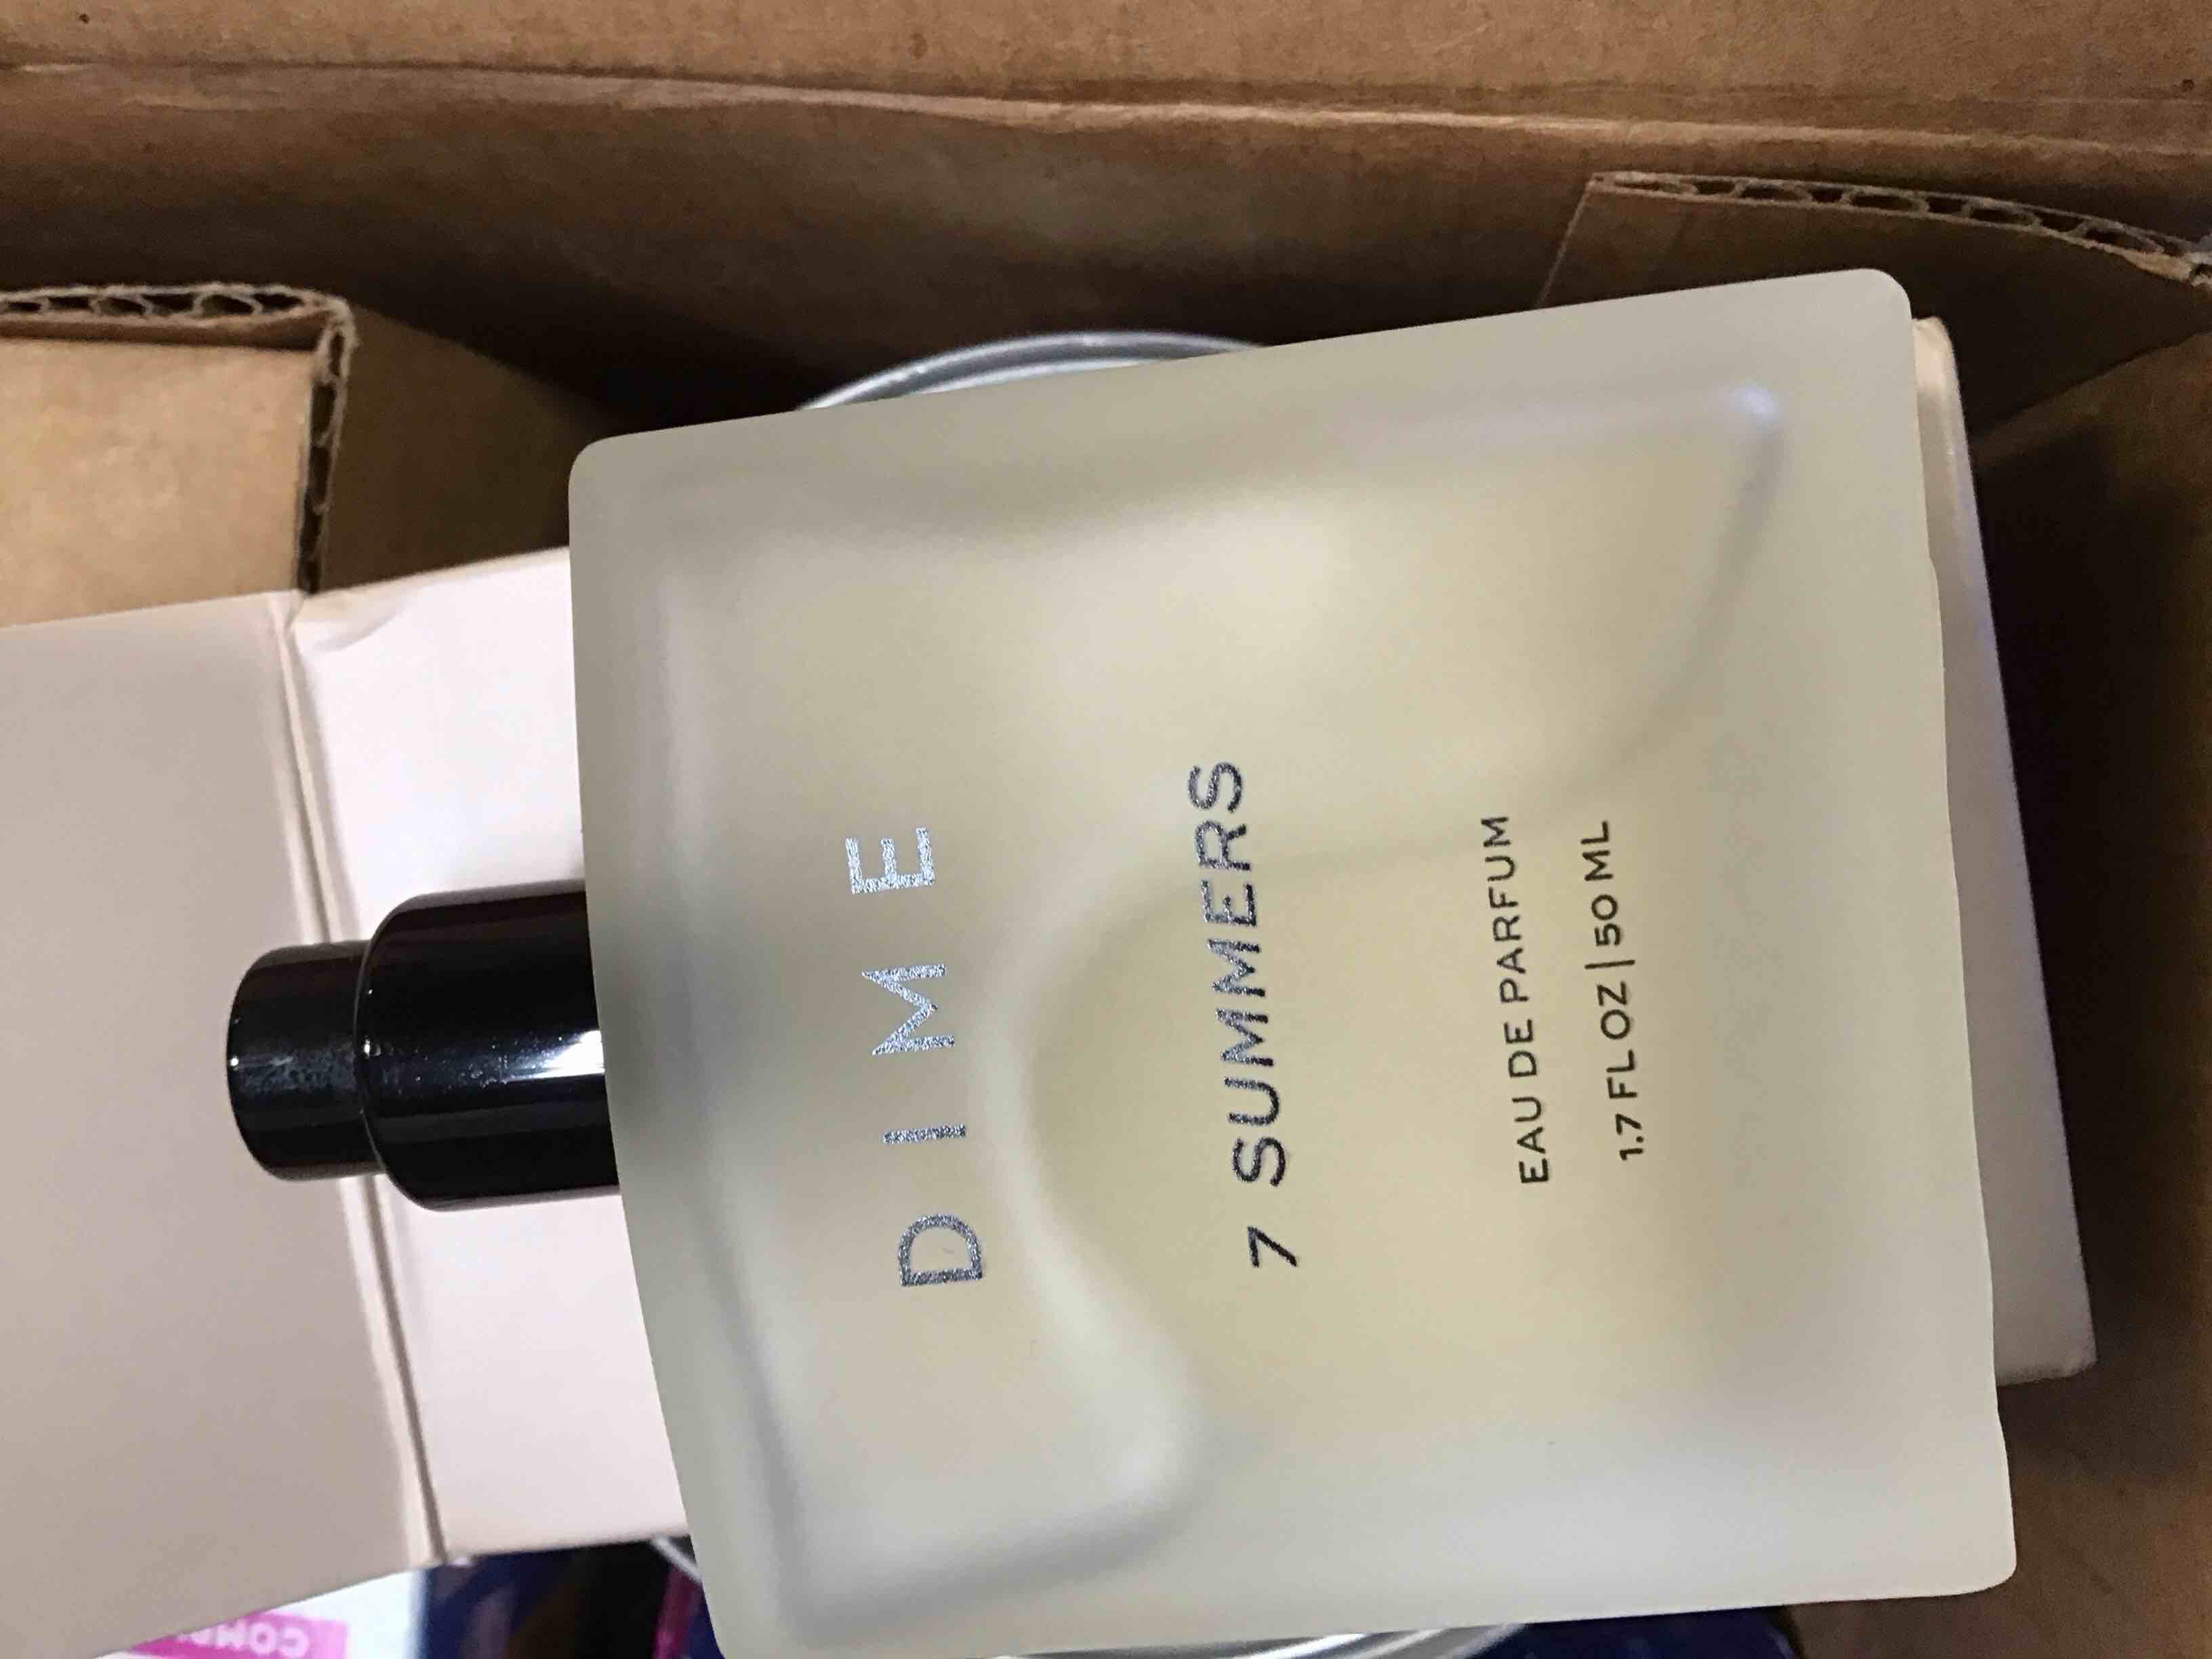 DIME
7 SUMMERS
EAU DE PARFUM
1.7 FL OZ | 50 ML